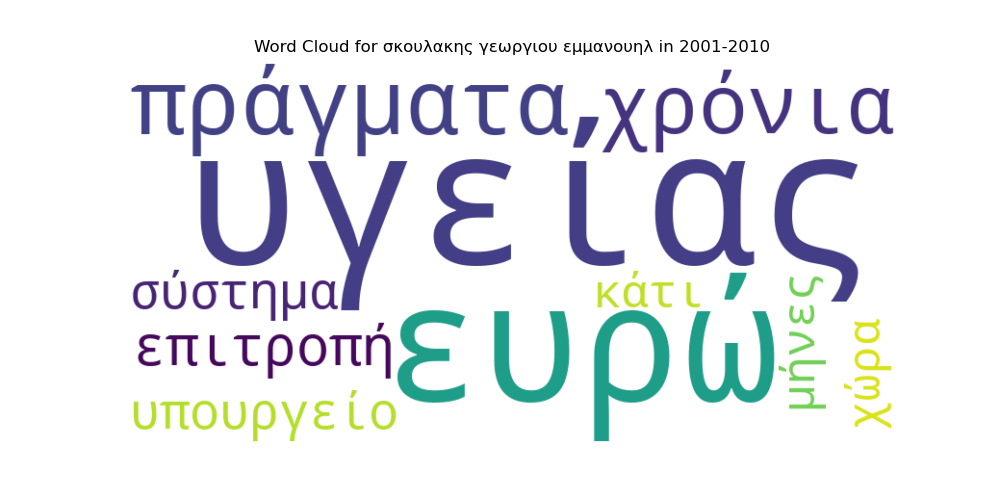 Word Cloud for σκουλακης γεωργιου εμμανουηλ in 2001-2010
πράγματα χρόνια
υγείας
σύστημα
κάτι
επιτροπή
ευρώ
μήνες
χώρα
υπουργείο